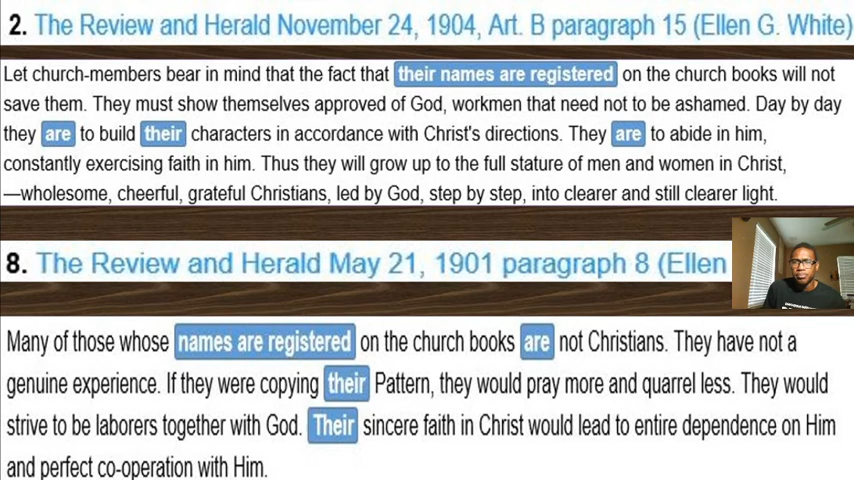 2. The Review and Herald November 24, 1904, Art. B paragraph 15 (Ellen G. White)
Let church-members bear in mind that the fact that their names are registered on the church books will not
save them. They must show themselves approved of God, workmen that need not to be ashamed. Day by day
they are to build their characters in accordance with Christ's directions. They are to abide in him,
constantly exercising faith in him. Thus they will grow up to the full stature of men and women in Christ,
—wholesome, cheerful, grateful Christians, led by God, step by step, into clearer and still clearer light.
8. The Review and Herald May 21, 1901 paragraph 8 (Ellen
Many of those whose names are registered on the church books are not Christians. They have not a
genuine experience. If they were copying their Pattern, they would pray more and quarrel less. They would
strive to be laborers together with God. Their sincere faith in Christ would lead to entire dependence on Him
and perfect co-operation with Him.